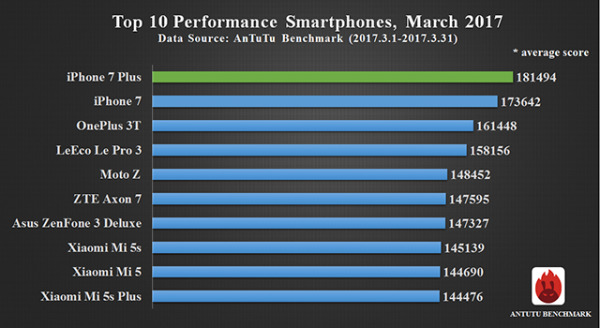 Top 10 Performance Smartphones, March 2017
Data Source: AnTuTu Benchmark (2017.3.1-2017.3.31)
* average score
iPhone 7 Plus 181494
iPhone 7 173642
OnePlus 3T 161448
LeEco Le Pro 3 158156
Moto Z 148452
ZTE Axon 7 147595
Asus ZenFone 3 Deluxe 147327
Xiaomi Mi 5s 145139
Xiaomi Mi 5 144690
Xiaomi Mi 5s Plus 144476
ANTUTU BENCHMARK